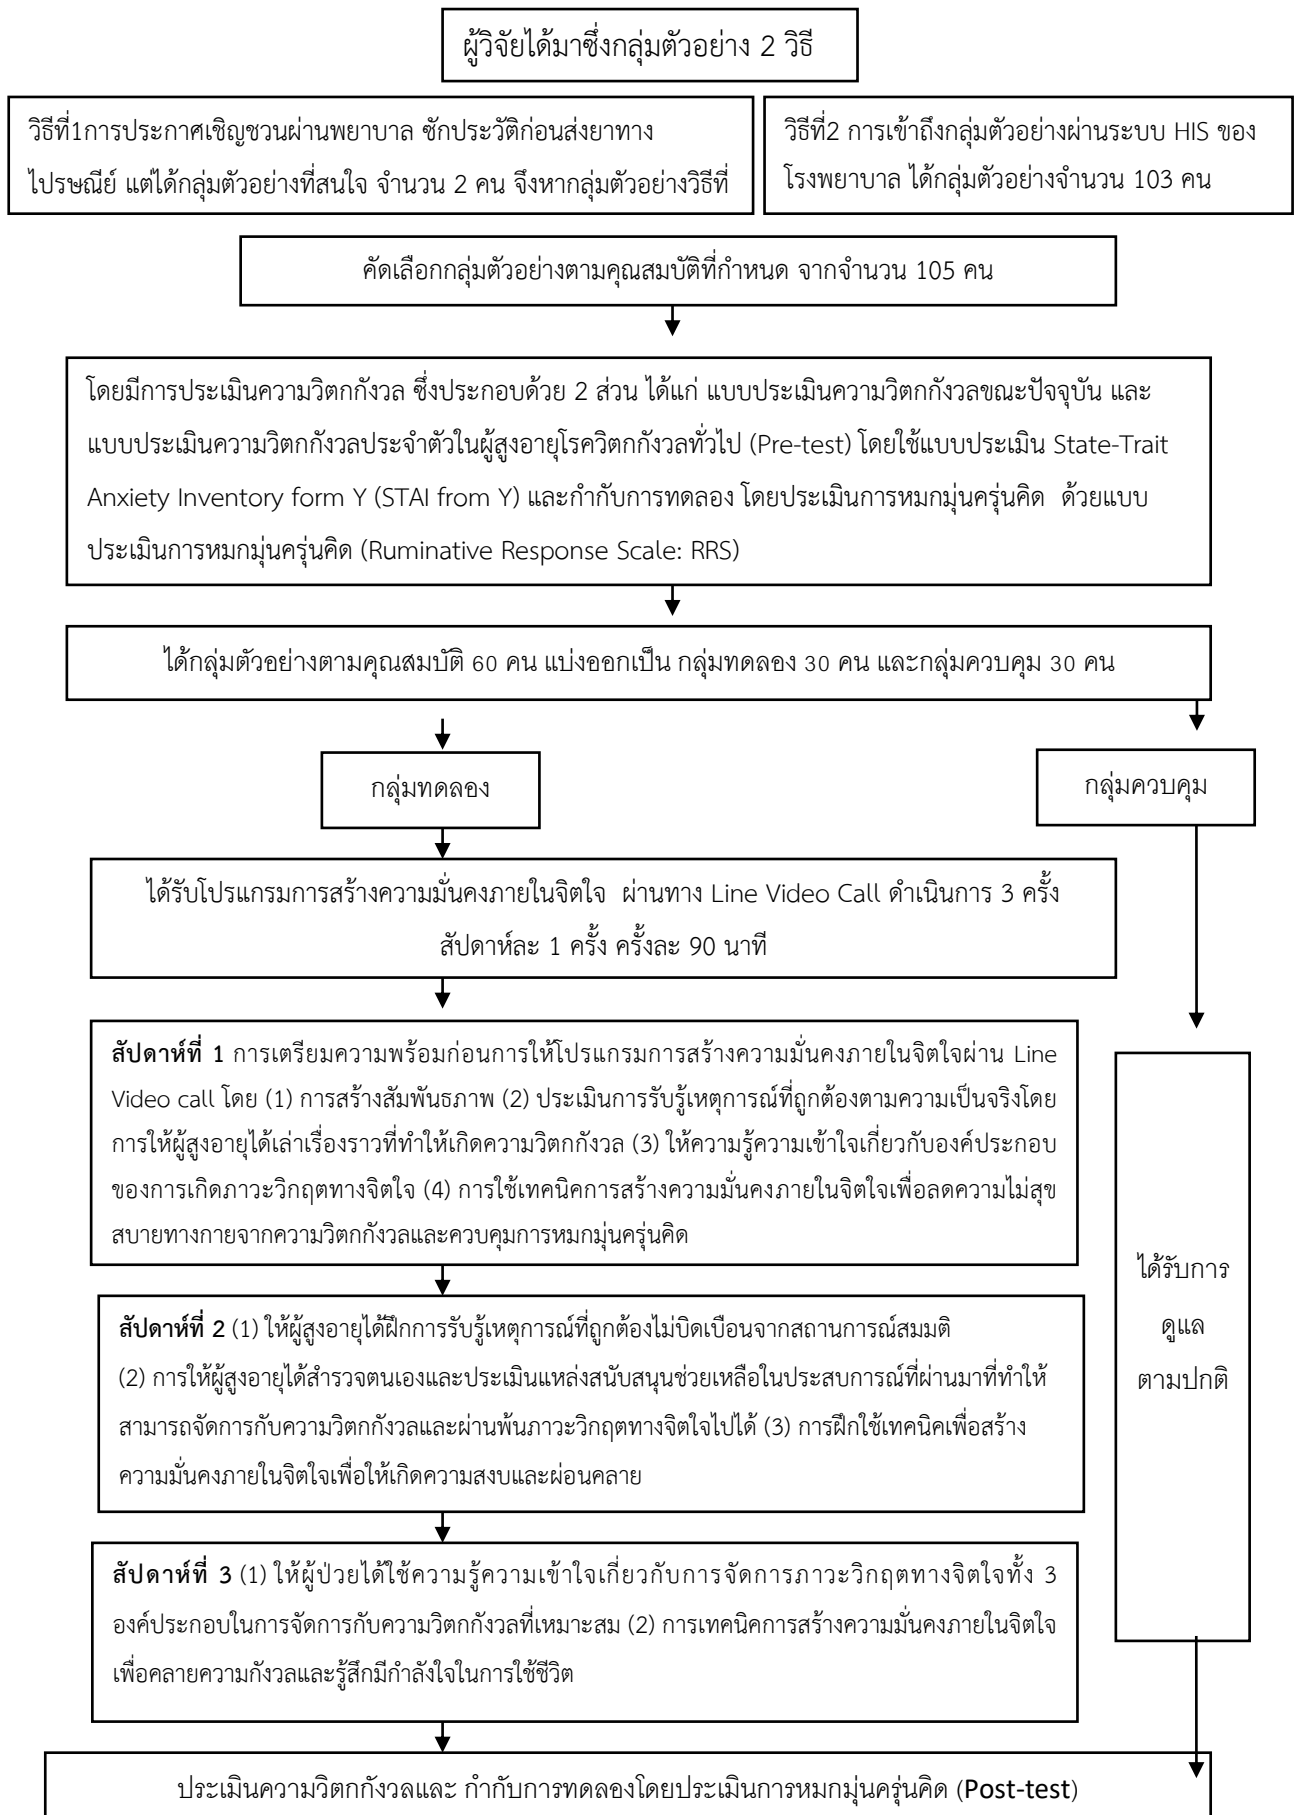 ผู้วิจัยได้มาซึ่งกลุ่มตัวอย่าง 2 วิธี
วิธีที่1การประกาศเชิญชวนผ่านพยาบาล ซักประวัติก่อนส่งยาทาง
ไปรษณีย์ แต่ได้กลุ่มตัวอย่างที่สนใจ จำนวน 2 คน จึงหากลุ่มตัวอย่างวิธีที่
วิธีที่2 การเข้าถึงกลุ่มตัวอย่างผ่านระบบ HIS ของ
โรงพยาบาล ได้กลุ่มตัวอย่างจำนวน 103 คน
คัดเลือกกลุ่มตัวอย่างตามคุณสมบัติที่กำหนด จากจำนวน 105 คน
โดยมีการประเมินความวิตกกังวล ซึ่งประกอบด้วย 2 ส่วน ได้แก่ แบบประเมินความวิตกกังวลขณะปัจจุบัน และ
แบบประเมินความวิตกกังวลประจำตัวในผู้สูงอายุโรควิตกกังวลทั่วไป (Pre-test) โดยใช้แบบประเมิน State-Trait
Anxiety Inventory form Y (STAI from Y) และกำกับการทดลอง โดยประเมินการหมกมุ่นครุ่นคิด ด้วยแบบ
ประเมินการหมกมุ่นครุ่นคิด (Ruminative Response Scale: RRS)
ได้กลุ่มตัวอย่างตามคุณสมบัติ 60 คน แบ่งออกเป็น กลุ่มทดลอง 30 คน และกลุ่มควบคุม 30 คน
กลุ่มทดลอง
กลุ่มควบคุม
ได้รับโปรแกรมการสร้างความมั่นคงภายในจิตใจ ผ่านทาง Line Video Call ดำเนินการ 3 ครั้ง
สัปดาห์ละ 1 ครั้ง ครั้งละ 90 นาที
สัปดาห์ที่ 1 การเตรียมความพร้อมก่อนการให้โปรแกรมการสร้างความมั่นคงภายในจิตใจผ่าน Line
Video call โดย (1) การสร้างสัมพันธภาพ (2) ประเมินการรับรู้เหตุการณ์ที่ถูกต้องตามความเป็นจริงโดย
การให้ผู้สูงอายุได้เล่าเรื่องราวที่ทำให้เกิดความวิตกกังวล (3) ให้ความรู้ความเข้าใจเกี่ยวกับองค์ประกอบ
ของการเกิดภาวะวิกฤตทางจิตใจ (4) การใช้เทคนิคการสร้างความมั่นคงภายในจิตใจเพื่อลดความไม่สุข
สบายทางกายจากความวิตกกังวลและควบคุมการหมกมุ่นครุ่นคิด
ได้รับการ
ดูแล
ตามปกติ
สัปดาห์ที่ 2 (1) ให้ผู้สูงอายุได้ฝึกการรับรู้เหตุการณ์ที่ถูกต้องไม่บิดเบือนจากสถานการณ์สมมติ
(2) การให้ผู้สูงอายุได้สำรวจตนเองและประเมินแหล่งสนับสนุนช่วยเหลือในประสบการณ์ที่ผ่านมาที่ทำให้
สามารถจัดการกับความวิตกกังวลและผ่านพ้นภาวะวิกฤตทางจิตใจไปได้ (3) การฝึกใช้เทคนิคเพื่อสร้าง
ความมั่นคงภายในจิตใจเพื่อให้เกิดความสงบและผ่อนคลาย
สัปดาห์ที่ 3 (1) ให้ผู้ป่วยได้ใช้ความรู้ความเข้าใจเกี่ยวกับการจัดการภาวะวิกฤตทางจิตใจทั้ง 3
องค์ประกอบในการจัดการกับความวิตกกังวลที่เหมาะสม (2) การเทคนิคการสร้างความมั่นคงภายในจิตใจ
เพื่อคลายความกังวลและรู้สึกมีกำลังใจในการใช้ชีวิต
ประเมินความวิตกกังวลและ กำกับการทดลองโดยประเมินการหมกมุ่นครุ่นคิด (Post-test)